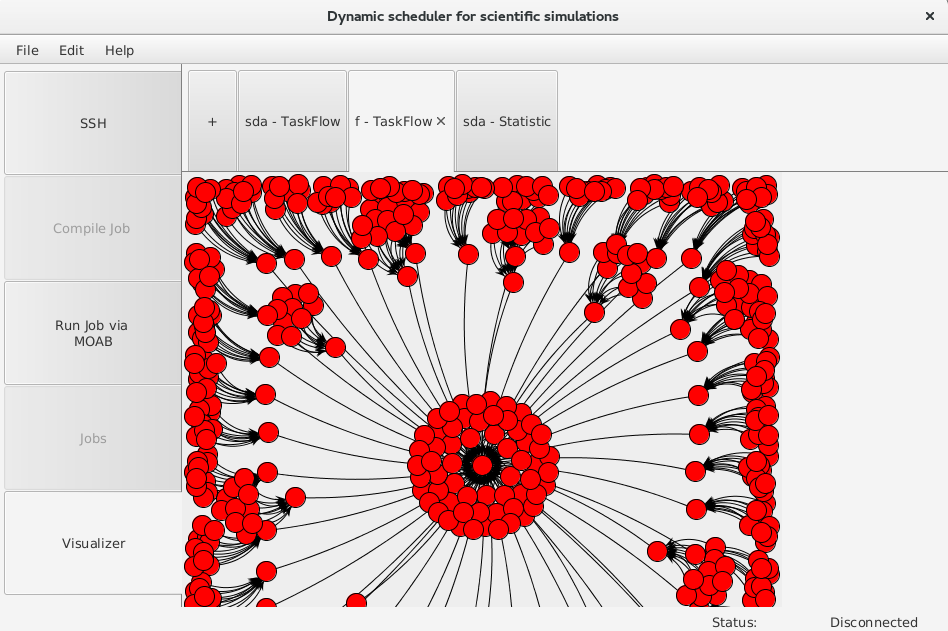 Dynamic scheduler for scientific simulations ×
File Edit Help
SSH
Compile Job
Run Job via
MOAB
Jobs
Visualizer
+ sda - TaskFlow f - TaskFlow × sda - Statistic
Status: Disconnected